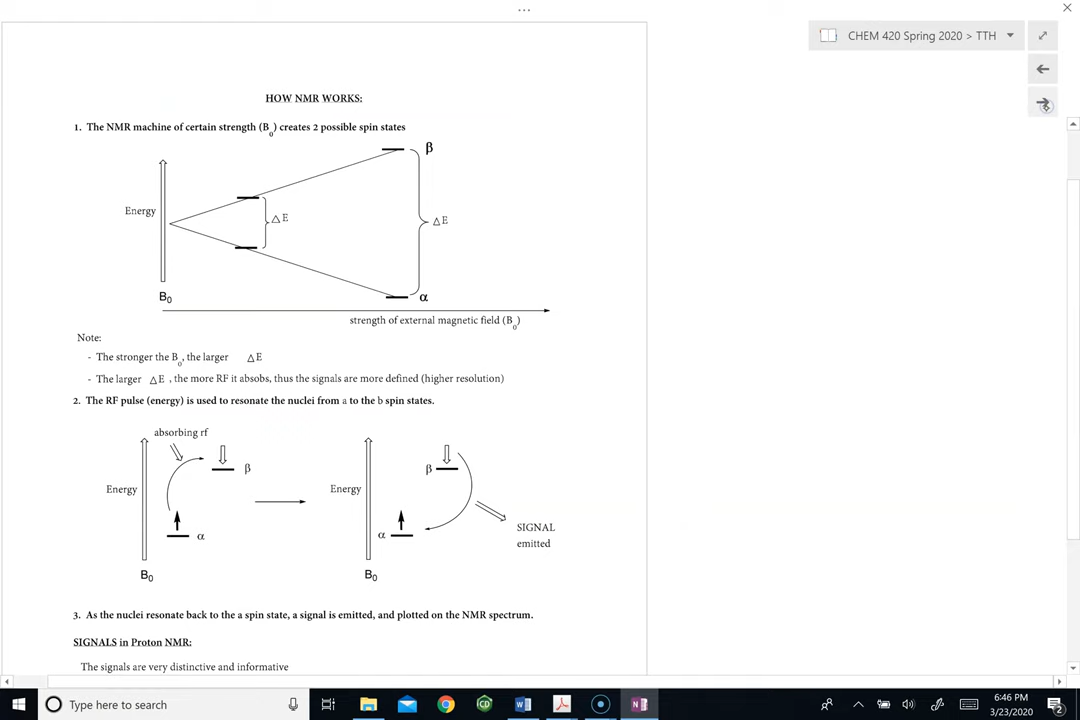 ...
CHEM 420 Spring 2020 > TTH
HOW NMR WORKS:
1. The NMR machine of certain strength (B0) creates 2 possible spin states
β
Energy
△E
△E
B0
α
strength of external magnetic field (B0)
Note:
- The stronger the B0, the larger △E
- The larger △E , the more RF it absobs, thus the signals are more defined (higher resolution)
2. The RF pulse (energy) is used to resonate the nuclei from a to the b spin states.
absorbing rf
β
β
Energy
Energy
α
α
SIGNAL
emitted
B0
B0
3. As the nuclei resonate back to the a spin state, a signal is emitted, and plotted on the NMR spectrum.
SIGNALS in Proton NMR:
The signals are very distinctive and informative
Type here to search
6:46 PM
3/23/2020
2